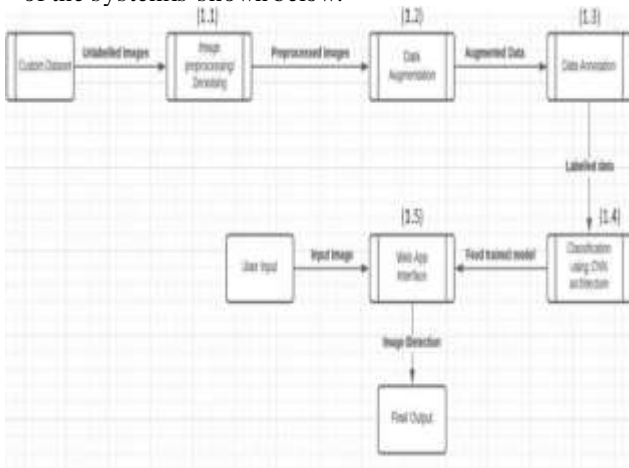 of the system is shown below:
(1.1)
(1.2)
(1.3)
Custom Dataset
Unlabelled Images
Image
preprocessing/
Denoising
Preprocessed Images
Data
Augmentation
Augmented Data
Data Annotation
Labelled data
(1.5)
(1.4)
User Input
Input Image
Web App
Interface
Feed trained model
Classification
using CNN
architecture
Image Detection
Final Output